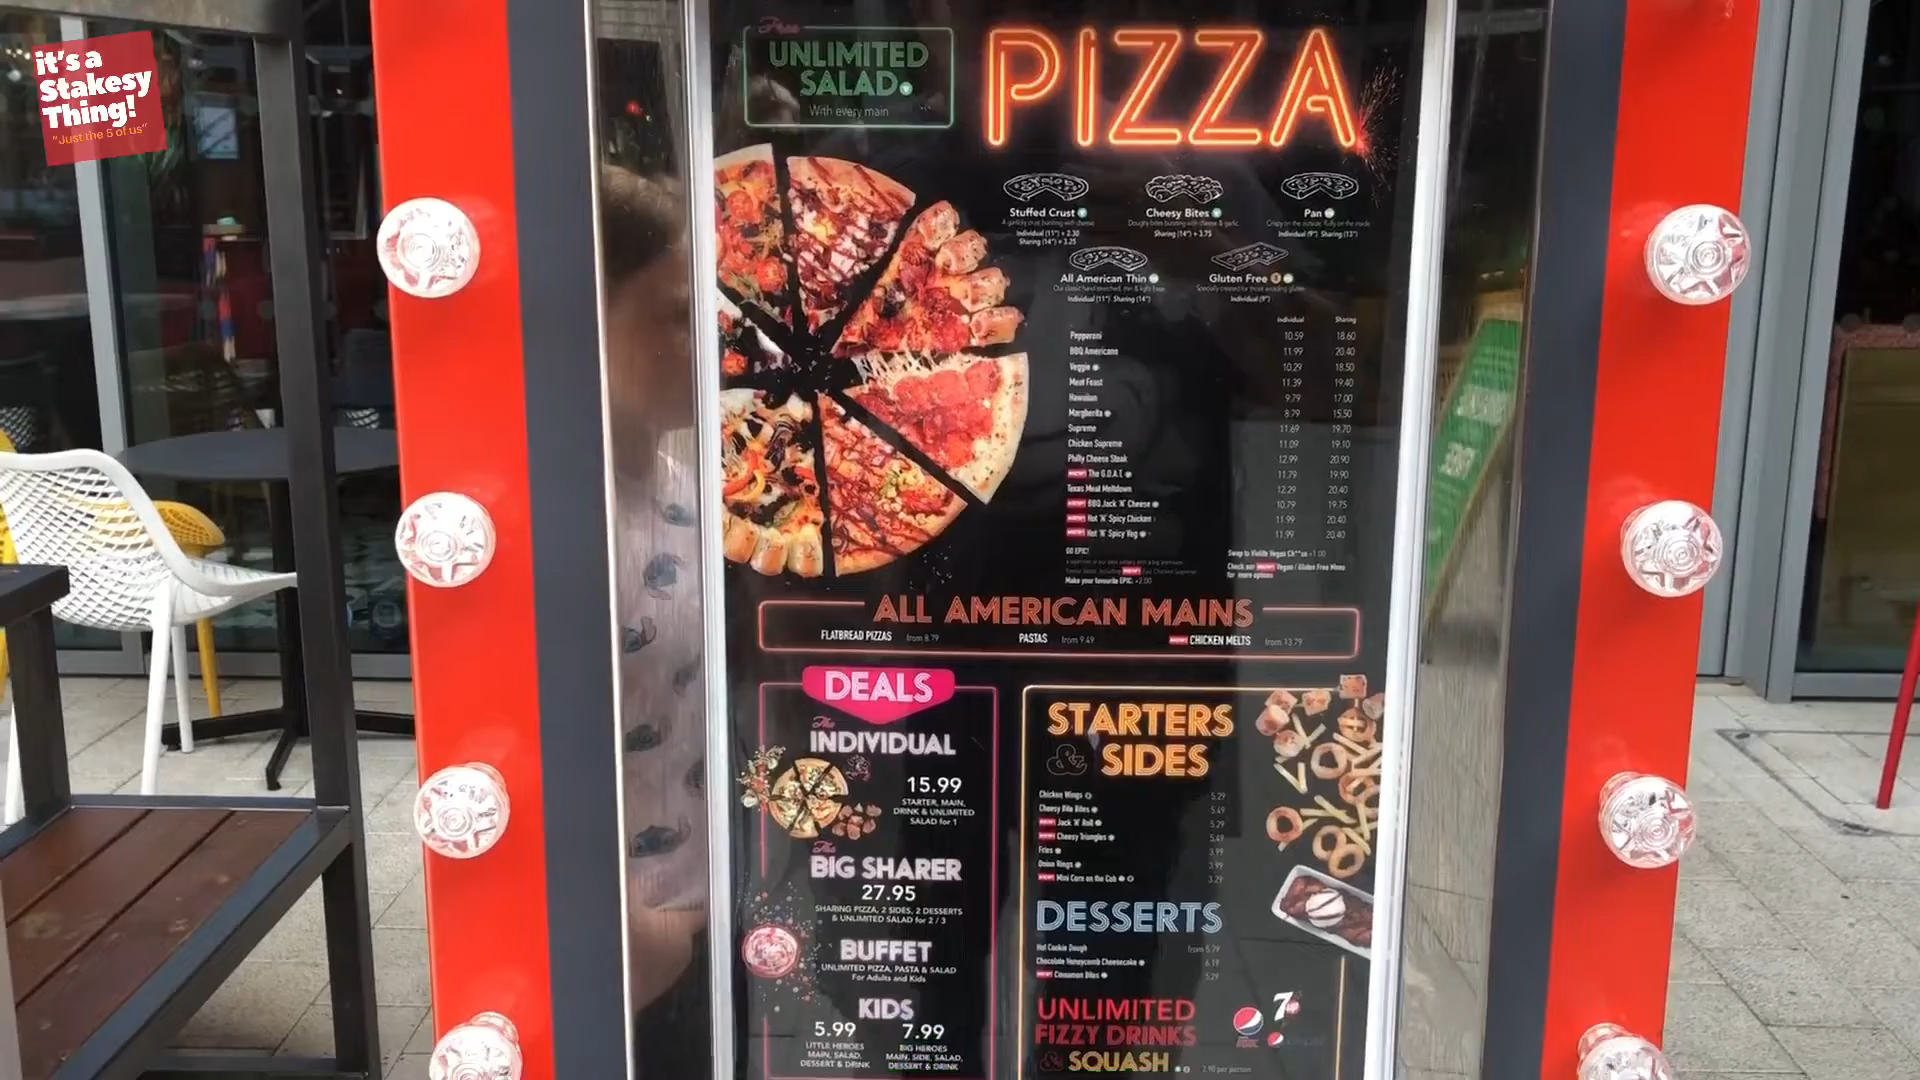 it's a
Stakesy
Thing!
"Just the 5 of us"
Free
UNLIMITED
SALAD
With every main
PIZZA
Stuffed Crust
A garlicky crust bursting with cheese
Individual (11") + 2.30
Sharing (14") + 3.25
Cheesy Bites
Doughy bites bursting with cheese & garlic
Sharing (14") + 3.75
Pan
Crispy on the outside, fluffy on the inside
Individual (9") Sharing (13")
All American Thin
Our classic hand stretched, thin & light base
Individual (11") Sharing (14")
Gluten Free
Specially created for those avoiding gluten
Individual (9")
Individual Sharing
Pepperoni 10.59 18.60
BBQ Americano 11.99 20.40
Veggie 10.29 18.50
Meat Feast 11.39 19.40
Hawaiian 9.79 17.00
Margherita 8.79 15.50
Supreme 11.69 19.70
Chicken Supreme 11.09 19.10
Philly Cheese Steak 12.99 20.90
NEW! The G.O.A.T. 11.79 19.90
Texas Meat Meltdown 12.29 20.40
NEW! BBQ Jack 'N' Cheese 10.79 19.75
NEW! Hot 'N' Spicy Chicken 11.99 20.40
NEW! Hot 'N' Spicy Veg 11.99 20.40
GO EPIC!
Make your favourite EPIC: +2.00
Swap to Violife Vegan Ch**se +1.00
Check our NEW! Vegan / Gluten Free Menu
for more options
ALL AMERICAN MAINS
FLATBREAD PIZZAS from 8.79 PASTAS from 9.49 NEW! CHICKEN MELTS from 13.79
DEALS
The
INDIVIDUAL
15.99
STARTER, MAIN,
DRINK & UNLIMITED
SALAD for 1
The
BIG SHARER
27.95
SHARING PIZZA, 2 SIDES, 2 DESSERTS
& UNLIMITED SALAD for 2 / 3
BUFFET
UNLIMITED PIZZA, PASTA & SALAD
For Adults and Kids
KIDS
5.99 7.99
LITTLE HEROES
MAIN, SALAD,
DESSERT & DRINK
BIG HEROES
MAIN, SIDE, SALAD,
DESSERT & DRINK
STARTERS
& SIDES
Chicken Wings 5.29
Cheesy Bite Bites 5.49
NEW! Jack 'N' Roll 5.29
NEW! Cheesy Triangles 5.49
Fries 3.99
Onion Rings 3.99
NEW! Mini Corn on the Cob 3.29
DESSERTS
Hot Cookie Dough from 5.79
Chocolate Honeycomb Cheesecake 6.19
NEW! Cinnamon Bites 5.29
UNLIMITED
FIZZY DRINKS
& SQUASH
2.90 per person
7UP